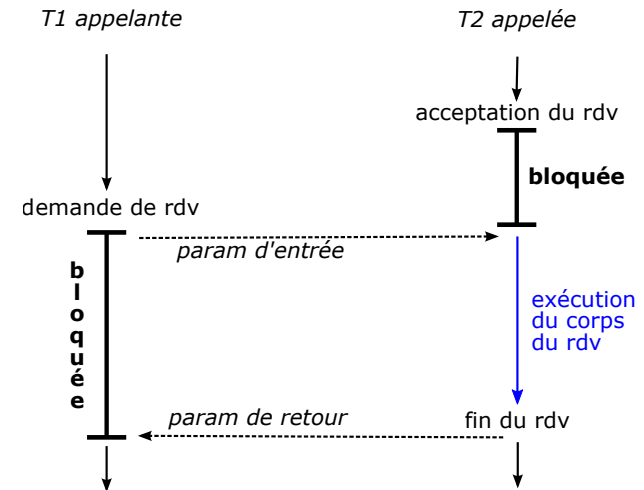 T1 appelante
T2 appelée
acceptation du rdv
bloquée
demande de rdv
param d'entrée
bloquée
exécution
du corps
du rdv
param de retour
fin du rdv